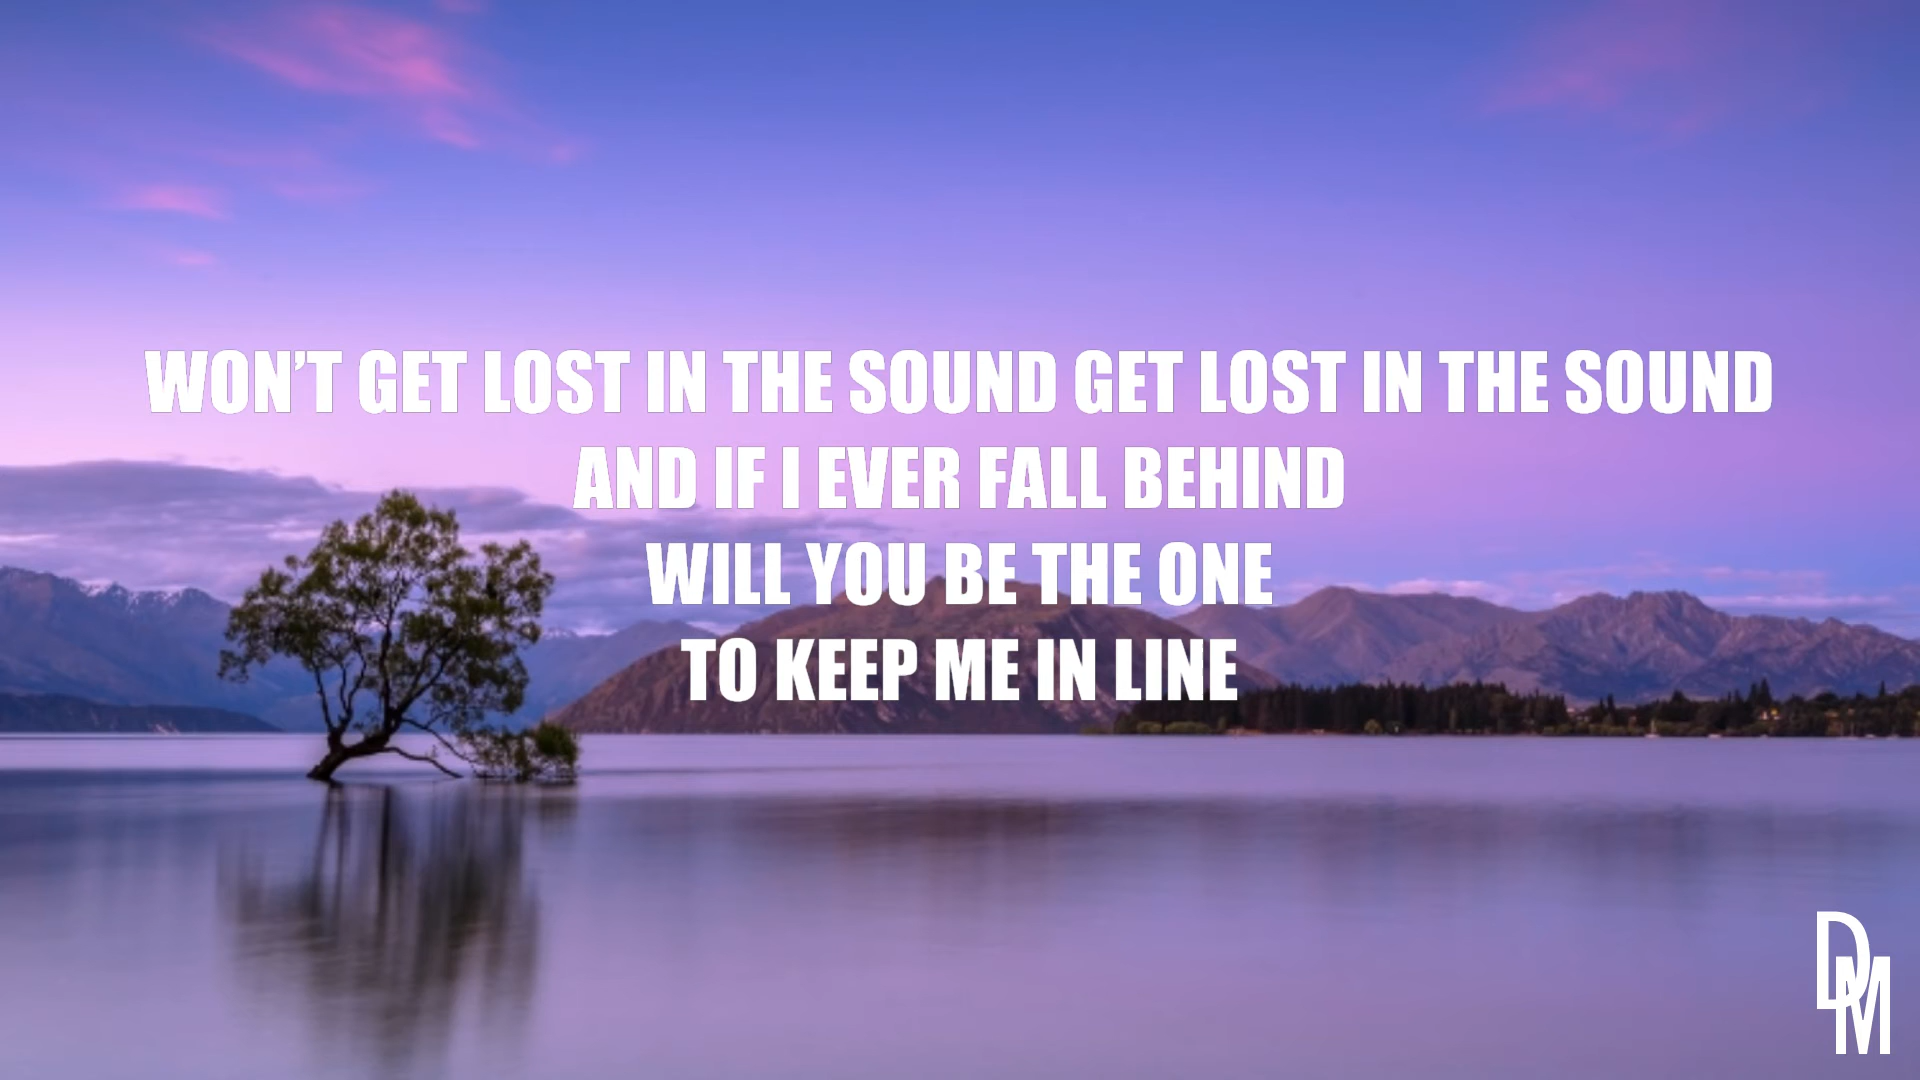 WON’T GET LOST IN THE SOUND GET LOST IN THE SOUND
AND IF I EVER FALL BEHIND
WILL YOU BE THE ONE
TO KEEP ME IN LINE
DM